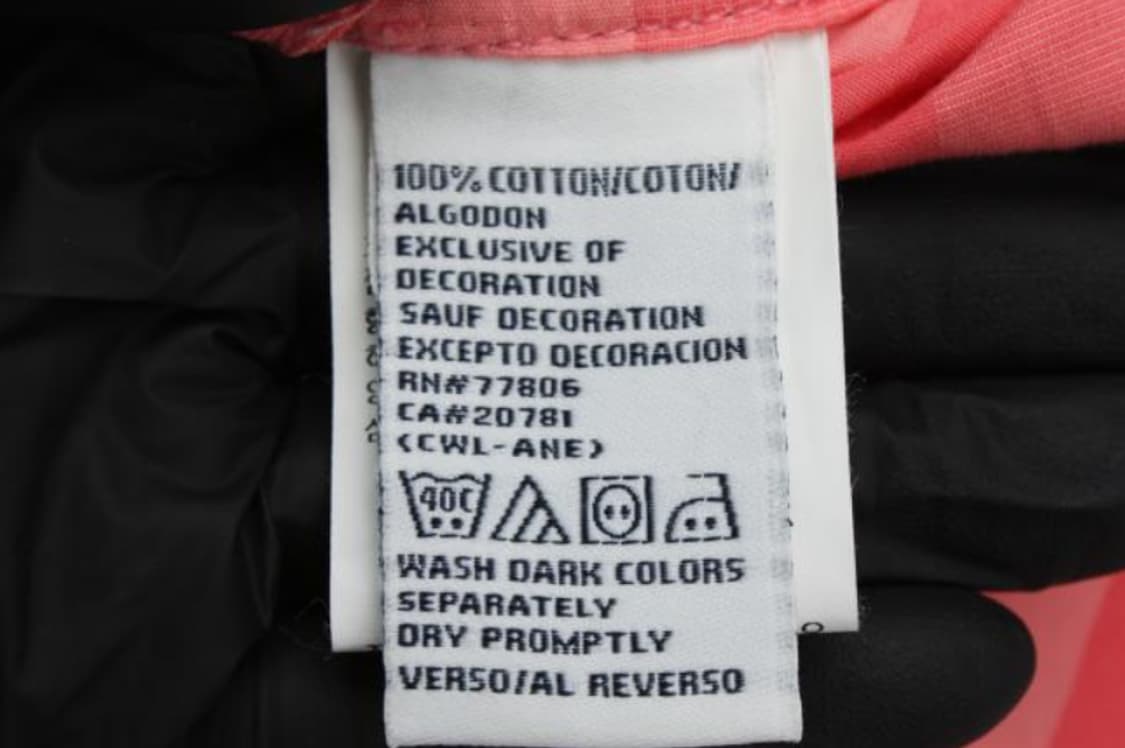 100% COTTON/COTON/
ALGODON
EXCLUSIVE OF
DECORATION
SAUF DECORATION
EXCEPTO DECORACION
RN#77806
CA#20781
(CWL-ANE)
40C
WASH DARK COLORS
SEPARATELY
DRY PROMPTLY
VERSO/AL REVERSO